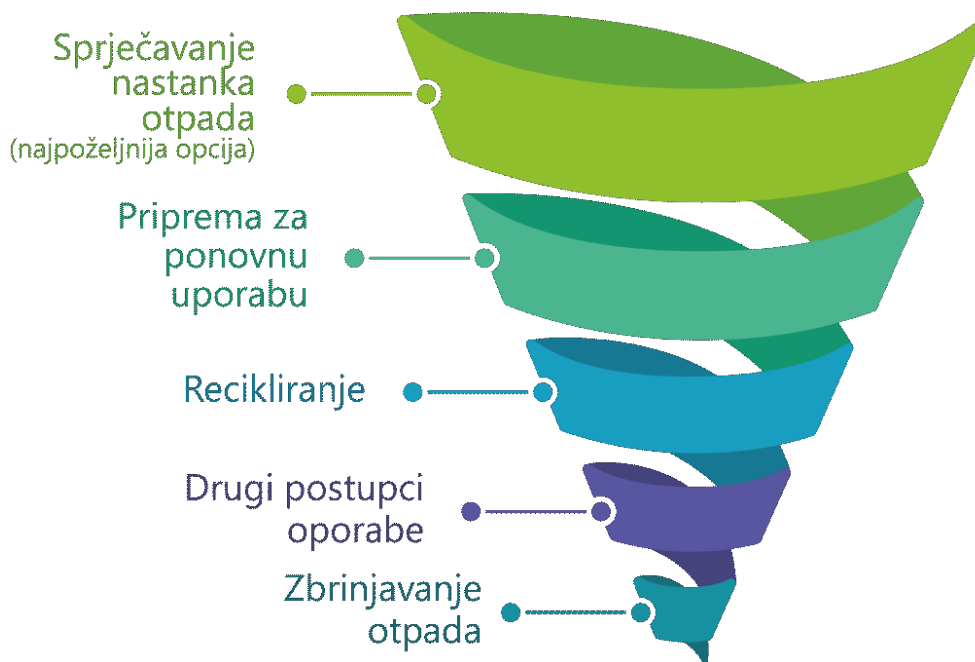 Sprječavanje
nastanka
otpada
(najpoželjnija opcija)
Priprema za
ponovnu
uporabu
Recikliranje
Drugi postupci
oporabe
Zbrinjavanje
otpada